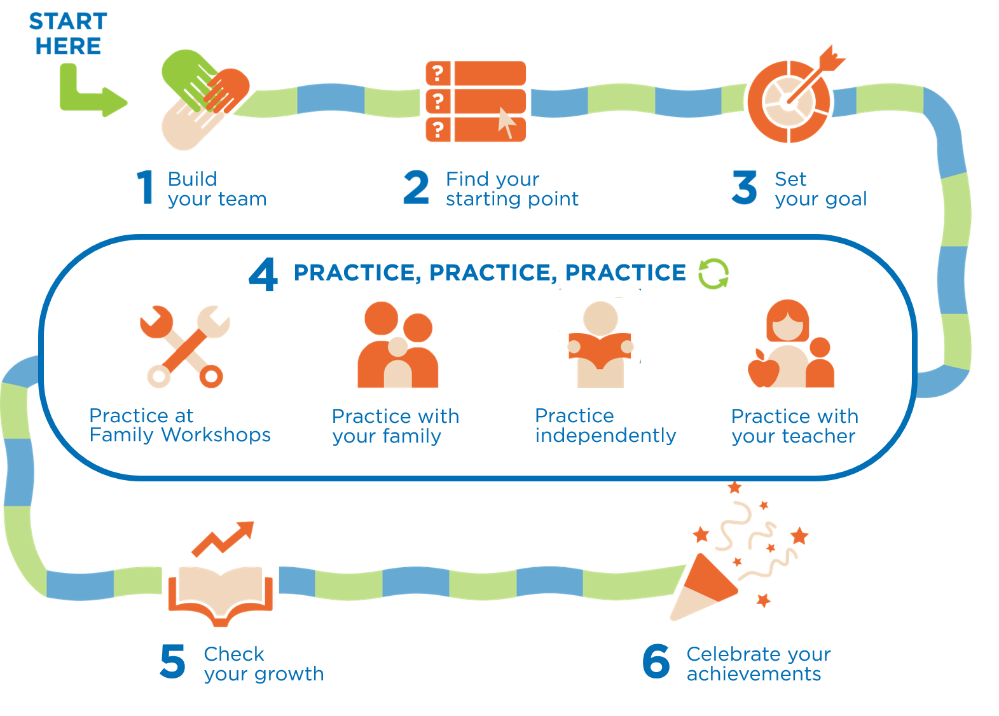 START
HERE
?
?
?
1 Build
your team
2 Find your
starting point
3 Set
your goal
4 PRACTICE, PRACTICE, PRACTICE
Practice at
Family Workshops
Practice with
your family
Practice
independently
Practice with
your teacher
5 Check
your growth
6 Celebrate your
achievements